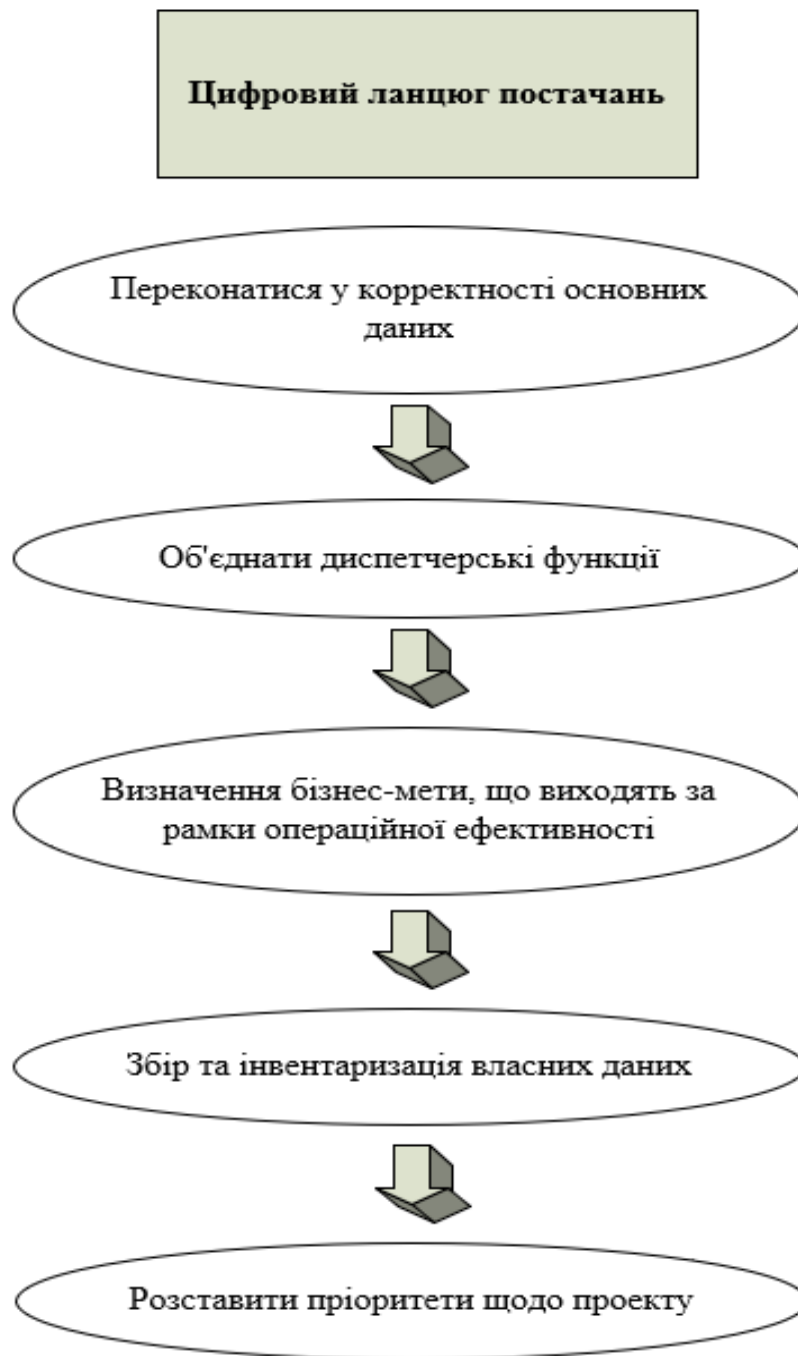 Цифровий ланцюг постачань
Переконатися у корректності основних
даних
Об'єднати диспетчерські функції
Визначення бізнес-мети, що виходять за
рамки операційної ефективності
Збір та інвентаризація власних даних
Розставити пріоритети щодо проекту